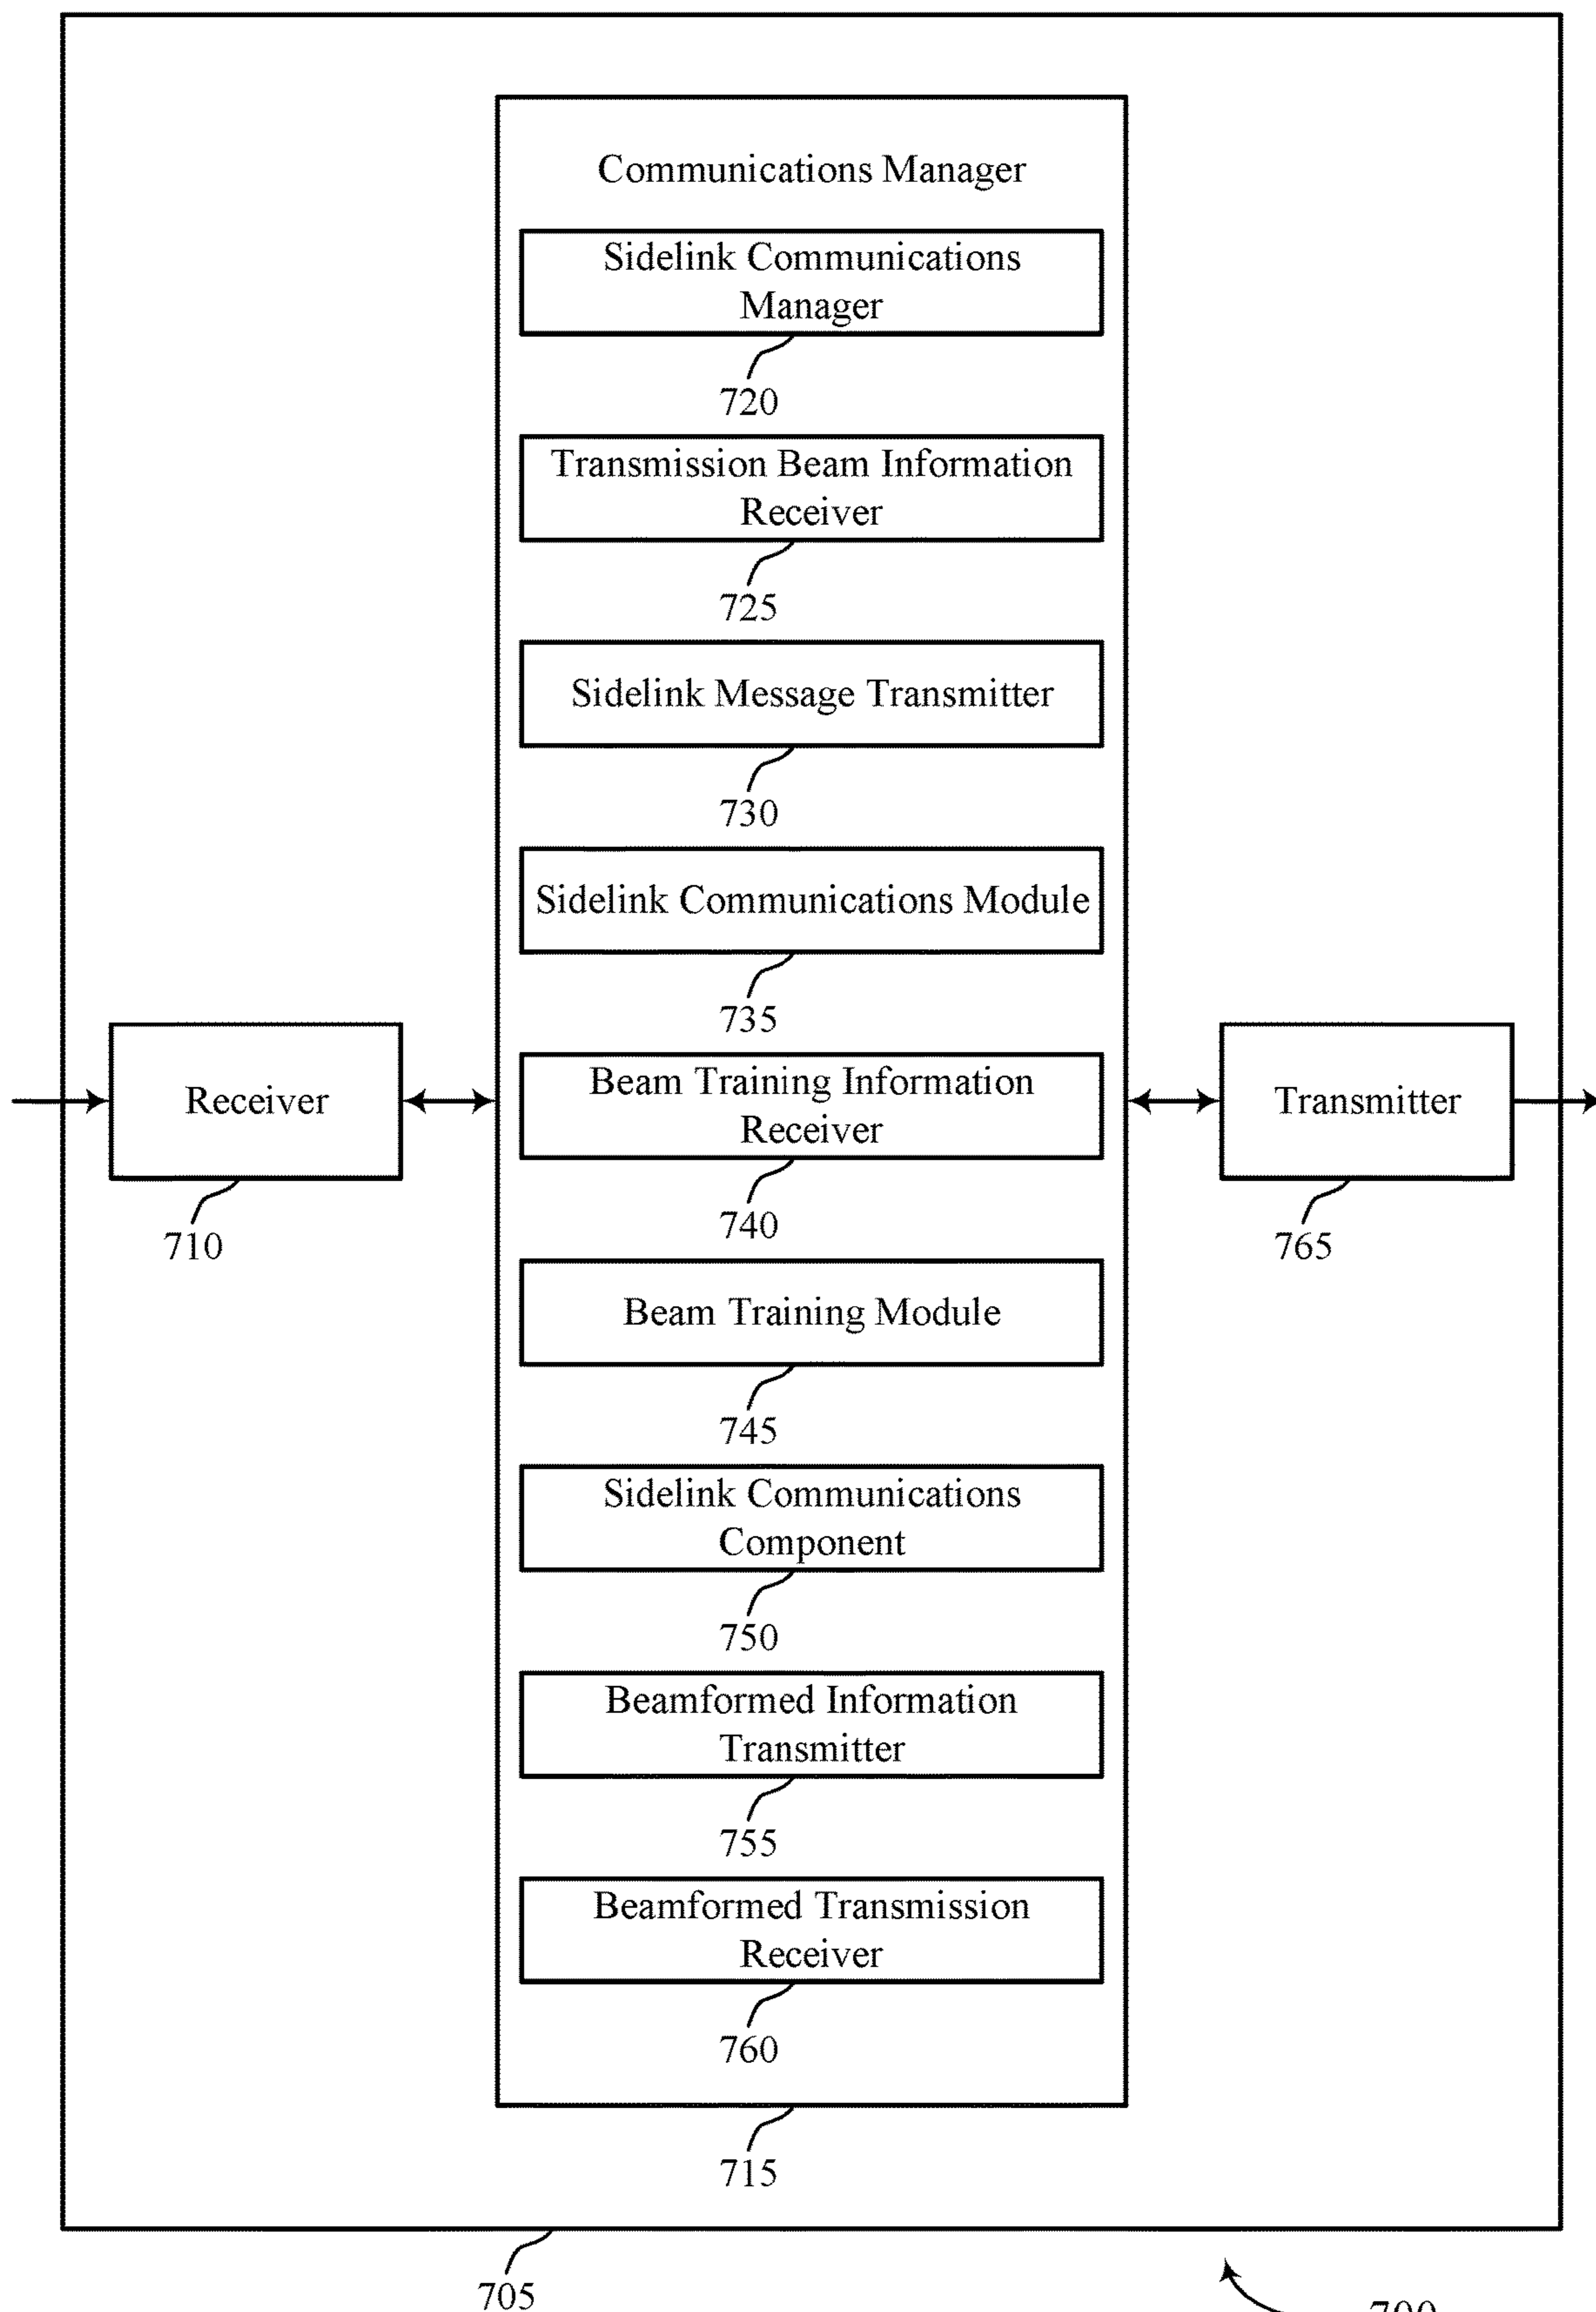 Communications Manager
Sidelink Communications
Manager
720
Transmission Beam Information
Receiver
725
Sidelink Message Transmitter
730
Sidelink Communications Module
735
Receiver
710
Beam Training Information
Receiver
740
Transmitter
765
Beam Training Module
745
Sidelink Communications
Component
750
Beamformed Information
Transmitter
755
Beamformed Transmission
Receiver
760
715
705
700